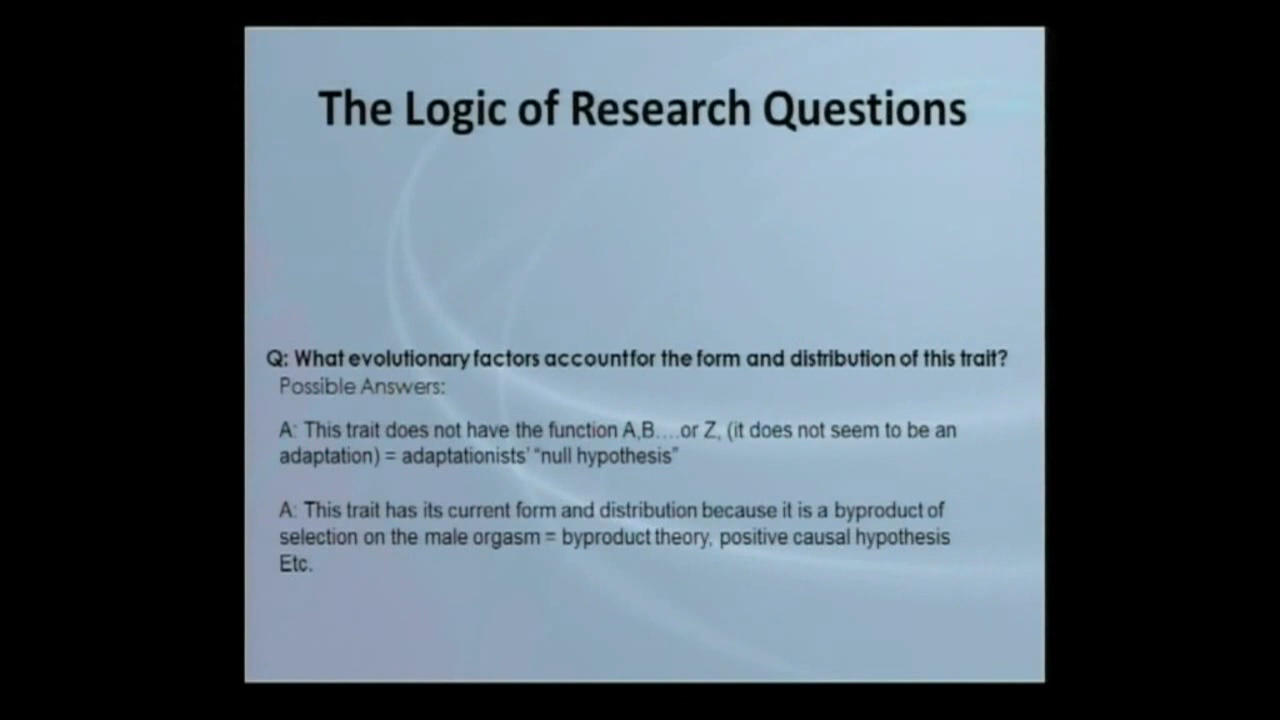 The Logic of Research Questions
Q: What evolutionary factors account for the form and distribution of this trait?
Possible Answers:
A: This trait does not have the function A,B….or Z, (it does not seem to be an
adaptation) = adaptationists' “null hypothesis”
A: This trait has its current form and distribution because it is a byproduct of
selection on the male orgasm = byproduct theory, positive causal hypothesis
Etc.